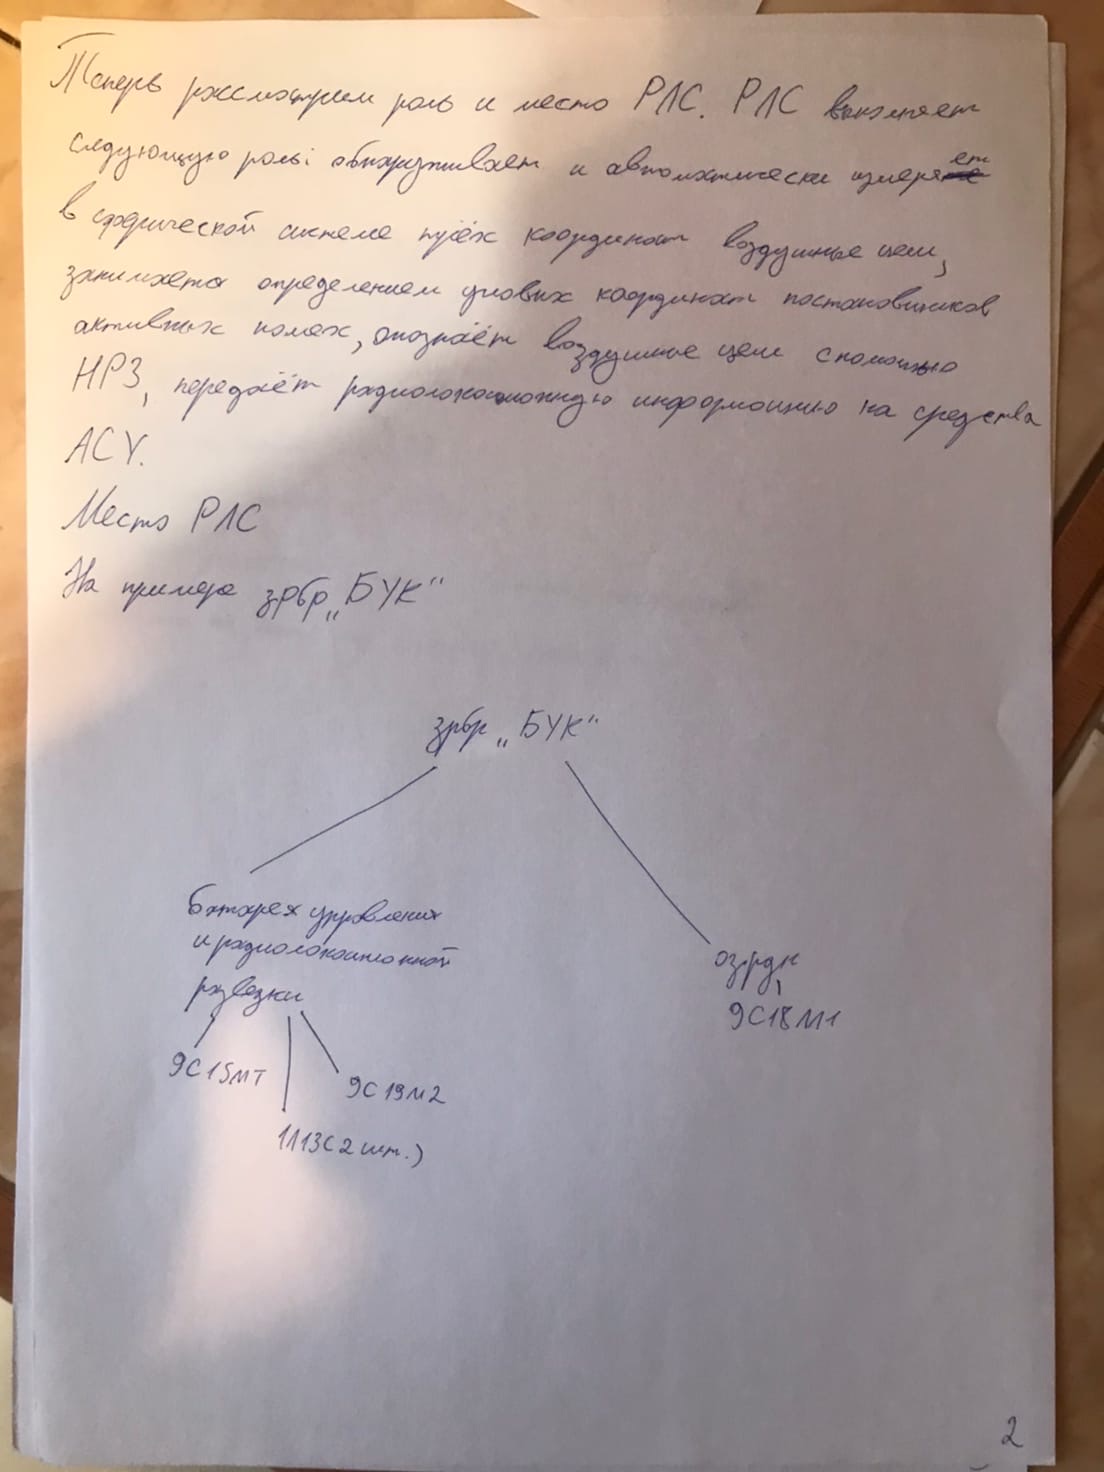 Теперь рассмотрим роль и место РЛС. РЛС выполняет
следующую роль: обнаруживает и автоматически измеряет
в сферической системе трёх координат воздушные цели,
занимается определением угловых координат постановщиков
активных помех, опознаёт воздушные цели с помощью
НРЗ, передаёт радиолокационную информацию на средства
АСУ.
Место РЛС
На примере зрбр „БУК"
зрбр „БУК"
батарея управления
и радиолокационной
разведки
озрдн
9С18М1
9С15МТ
9С19М2
1Л13(2 шт.)
2